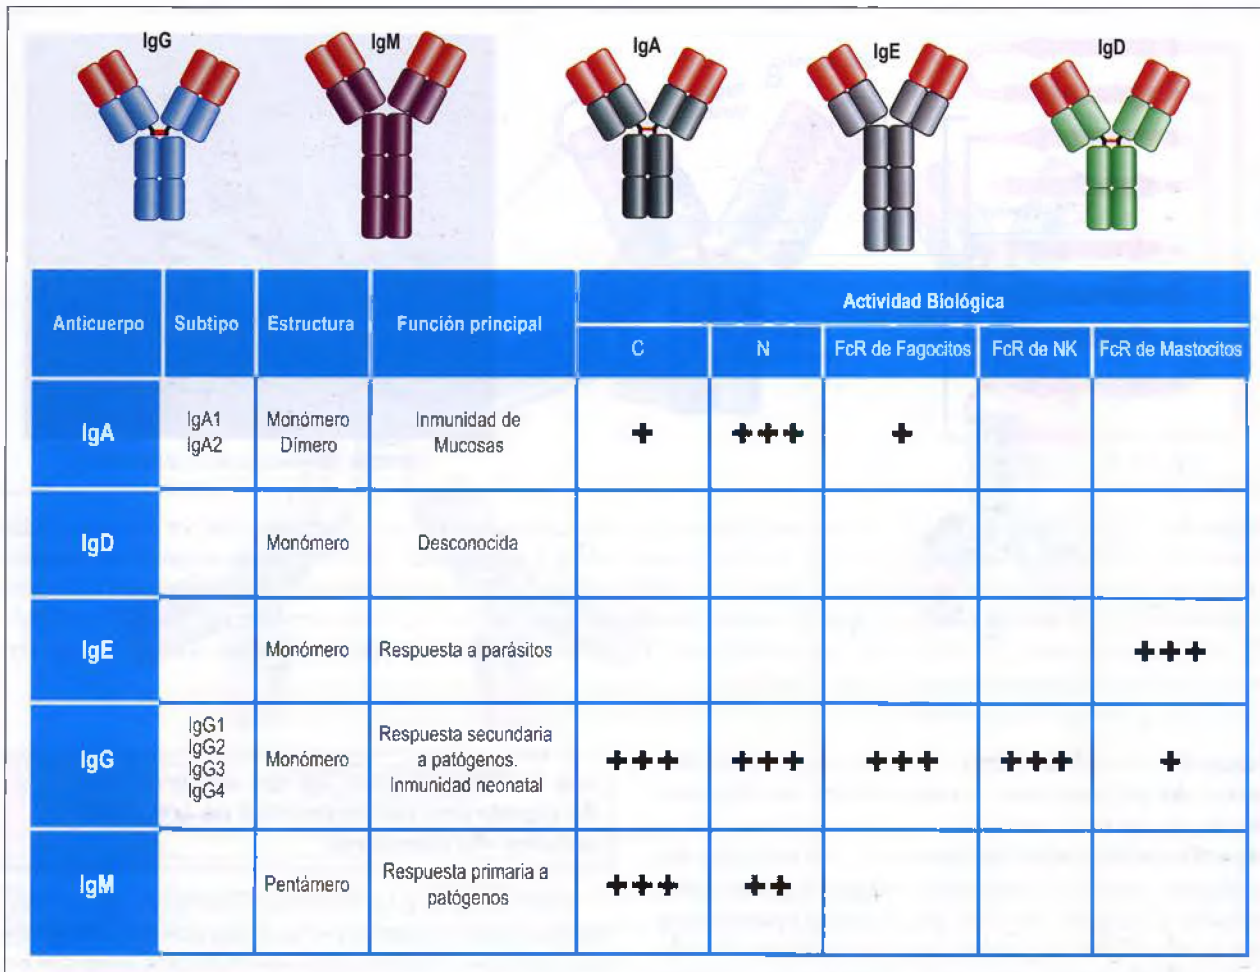 IgG
IgM
IgA
IgE
IgD
Anticuerpo
Subtipo
Estructura
Función principal
Actividad Biológica
C
N
FcR de Fagocitos
FcR de NK
FcR de Mastocitos
IgA
IgA1
IgA2
Monómero
Dímero
Inmunidad de
Mucosas
+
+++
+
IgD
Monómero
Desconocida
IgE
Monómero
Respuesta a parásitos
+++
IgG
IgG1
IgG2
IgG3
IgG4
Monómero
Respuesta secundaria
a patógenos.
Inmunidad neonatal
+++
+++
+++
+++
+
IgM
Pentámero
Respuesta primaria a
patógenos
+++
++